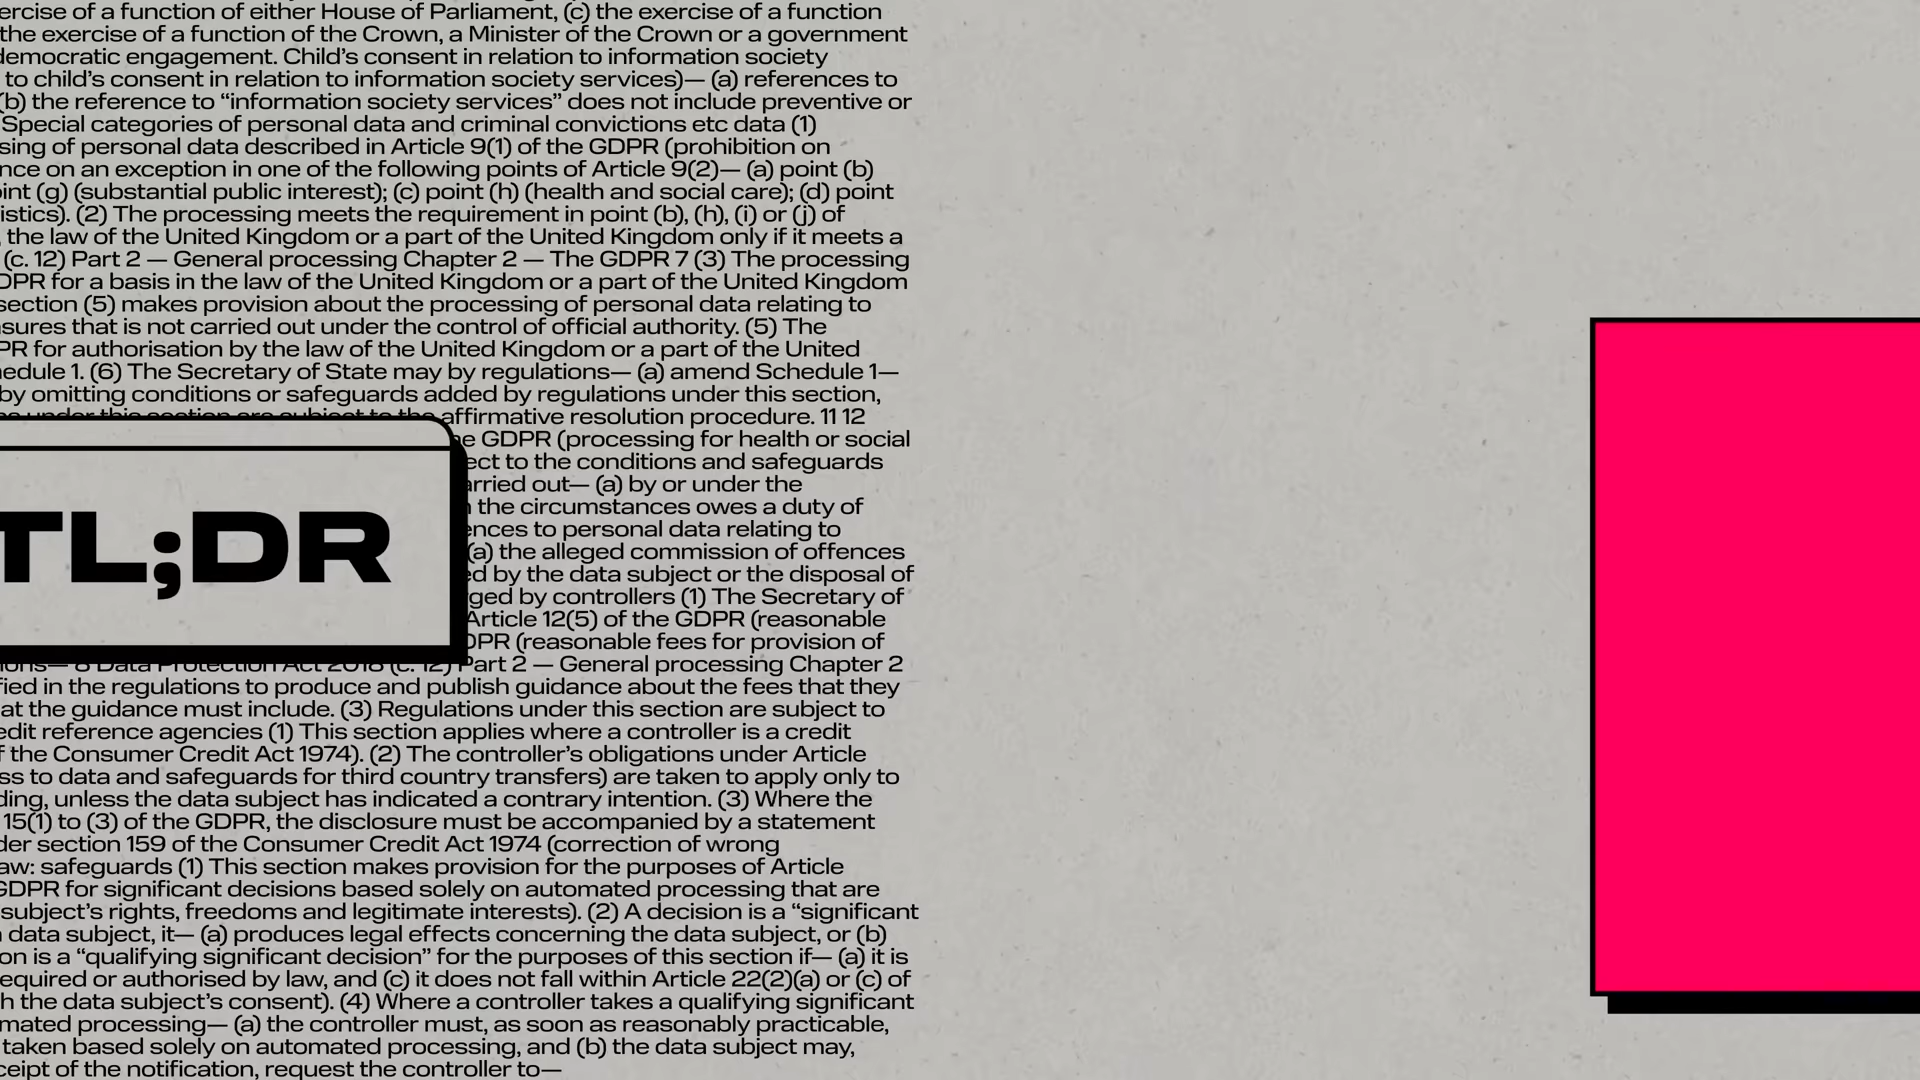 ercise of a function of either House of Parliament, (c) the exercise of a function
the exercise of a function of the Crown, a Minister of the Crown or a government
democratic engagement. Child’s consent in relation to information society
to child’s consent in relation to information society services)— (a) references to
(b) the reference to “information society services” does not include preventive or
Special categories of personal data and criminal convictions etc data (1)
sing of personal data described in Article 9(1) of the GDPR (prohibition on
nce on an exception in one of the following points of Article 9(2)— (a) point (b)
int (g) (substantial public interest); (c) point (h) (health and social care); (d) point
istics). (2) The processing meets the requirement in point (b), (h), (i) or (j) of
the law of the United Kingdom or a part of the United Kingdom only if it meets a
(c. 12) Part 2 — General processing Chapter 2 — The GDPR 7 (3) The processing
DPR for a basis in the law of the United Kingdom or a part of the United Kingdom
section (5) makes provision about the processing of personal data relating to
sures that is not carried out under the control of official authority. (5) The
PR for authorisation by the law of the United Kingdom or a part of the United
edule 1. (6) The Secretary of State may by regulations— (a) amend Schedule 1—
by omitting conditions or safeguards added by regulations under this section,
under this section are subject to the affirmative resolution procedure. 11 12
he GDPR (processing for health or social
ect to the conditions and safeguards
arried out— (a) by or under the
n the circumstances owes a duty of
ences to personal data relating to
(a) the alleged commission of offences
ed by the data subject or the disposal of
ged by controllers (1) The Secretary of
Article 12(5) of the GDPR (reasonable
DPR (reasonable fees for provision of
TL;DR
ions— 8 Data Protection Act 2018 (c. 12) Part 2 — General processing Chapter 2
fied in the regulations to produce and publish guidance about the fees that they
at the guidance must include. (3) Regulations under this section are subject to
edit reference agencies (1) This section applies where a controller is a credit
f the Consumer Credit Act 1974). (2) The controller’s obligations under Article
ss to data and safeguards for third country transfers) are taken to apply only to
ding, unless the data subject has indicated a contrary intention. (3) Where the
15(1) to (3) of the GDPR, the disclosure must be accompanied by a statement
der section 159 of the Consumer Credit Act 1974 (correction of wrong
aw: safeguards (1) This section makes provision for the purposes of Article
GDPR for significant decisions based solely on automated processing that are
subject’s rights, freedoms and legitimate interests). (2) A decision is a “significant
data subject, it— (a) produces legal effects concerning the data subject, or (b)
on is a “qualifying significant decision” for the purposes of this section if— (a) it is
equired or authorised by law, and (c) it does not fall within Article 22(2)(a) or (c) of
h the data subject’s consent). (4) Where a controller takes a qualifying significant
mated processing— (a) the controller must, as soon as reasonably practicable,
taken based solely on automated processing, and (b) the data subject may,
ceipt of the notification, request the controller to—